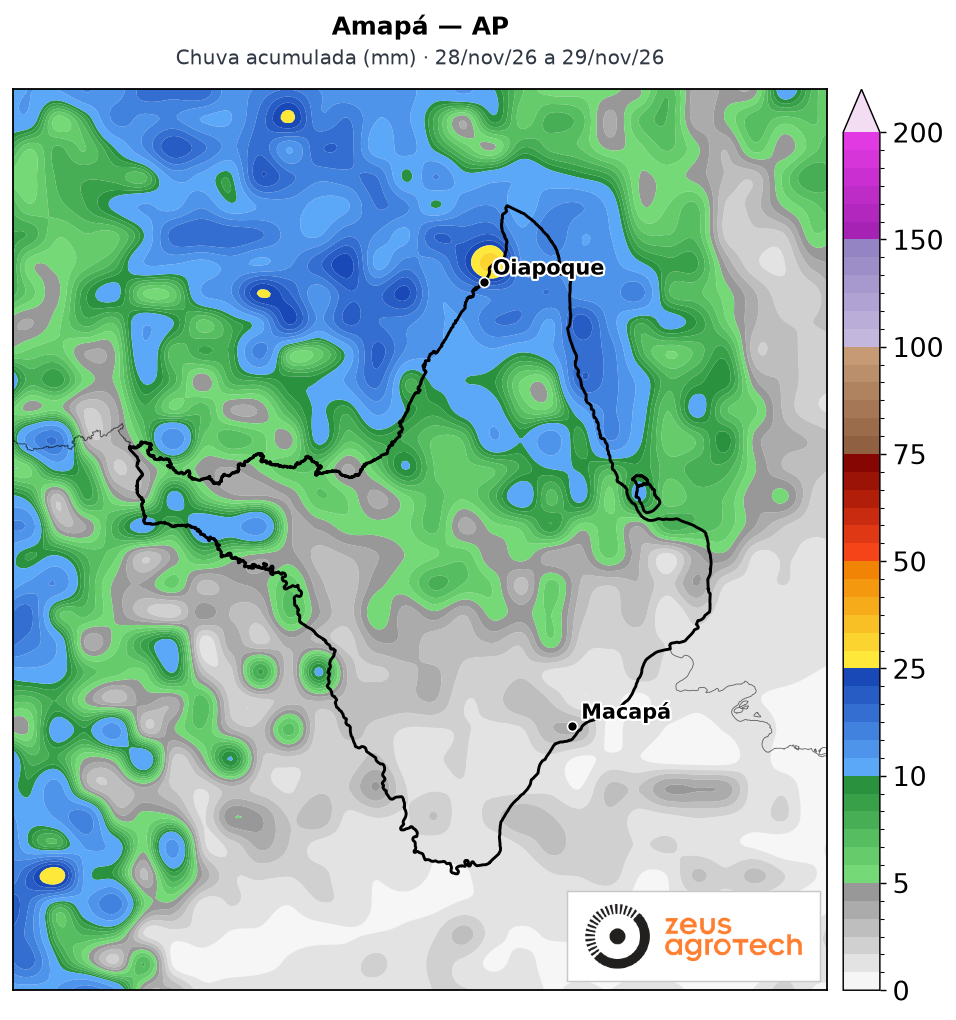 Amapá — AP
Chuva acumulada (mm) · 28/nov/26 a 29/nov/26
200
150
100
75
50
25
10
5
0
Oiapoque
Macapá
zeus
agrotech